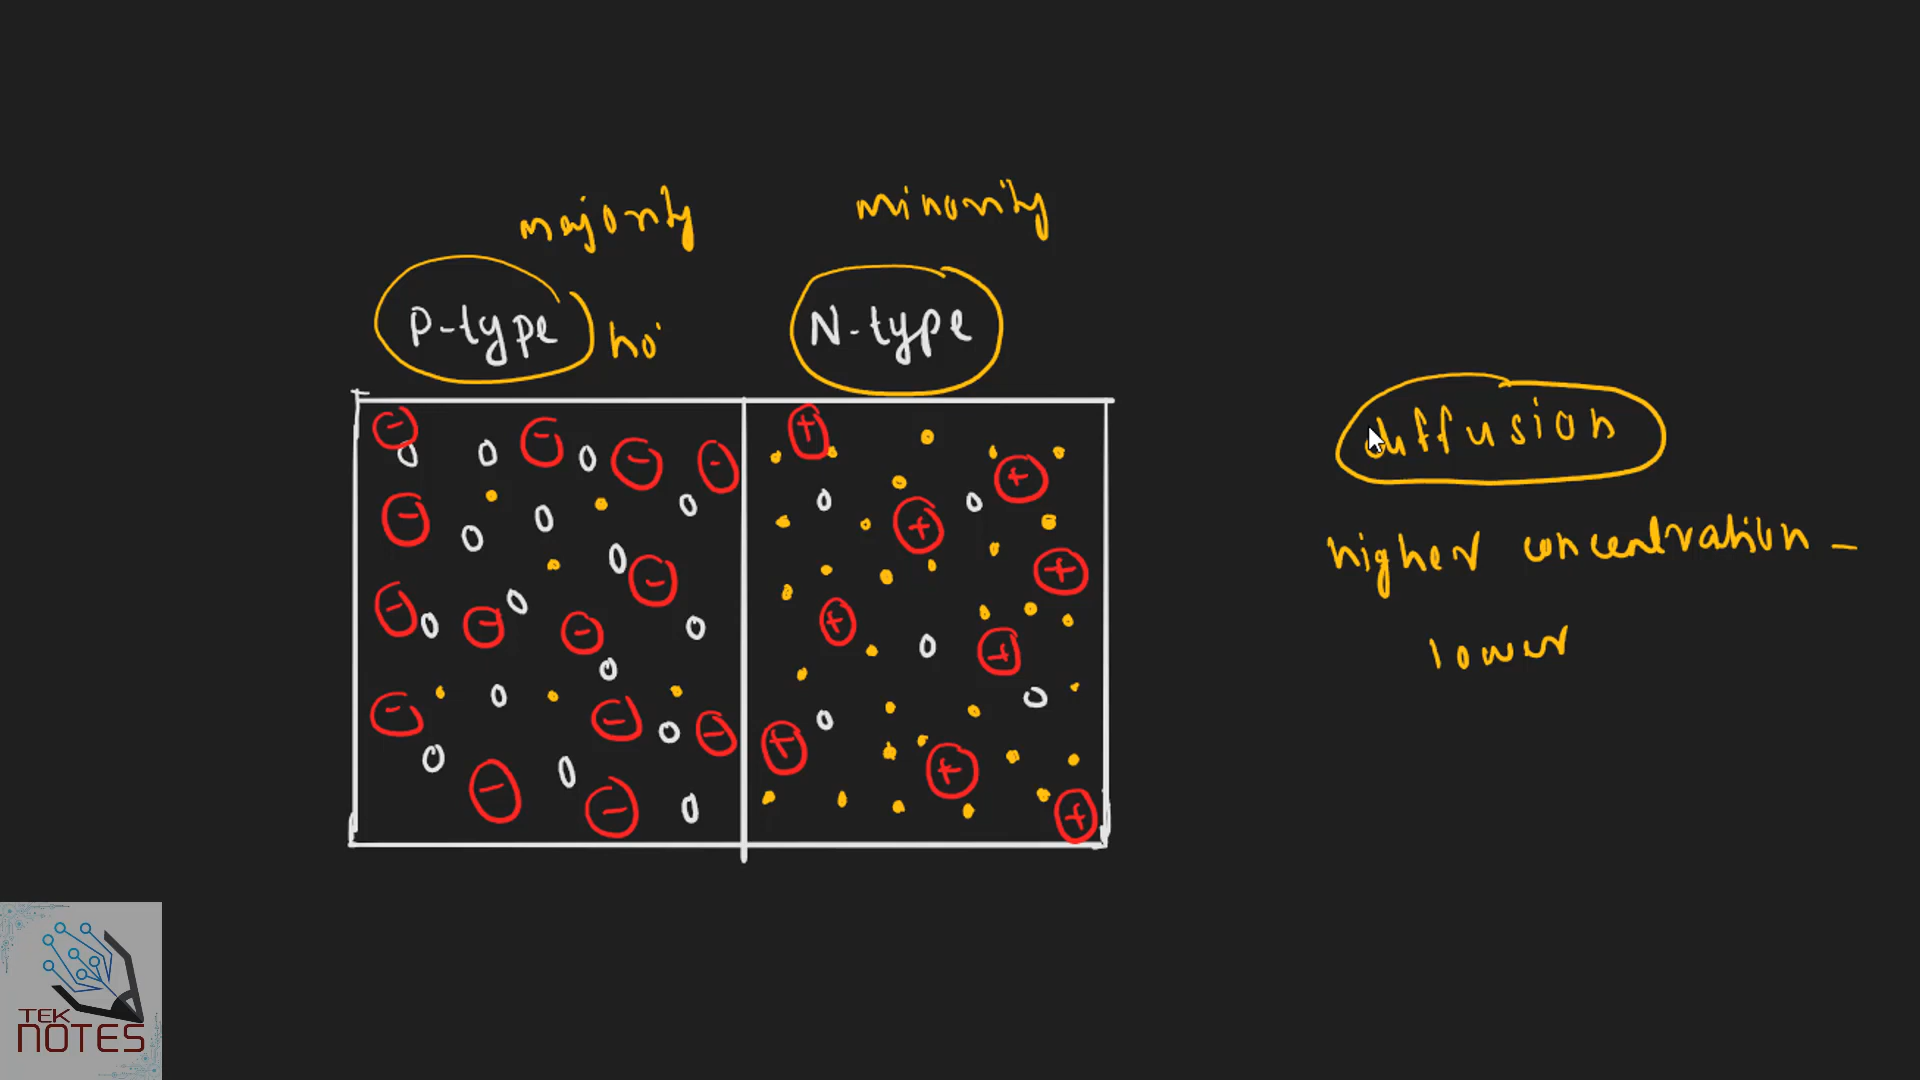 majority minority
P-type ho N-type
diffusion
higher concentration -
lower
TEK
NOTES